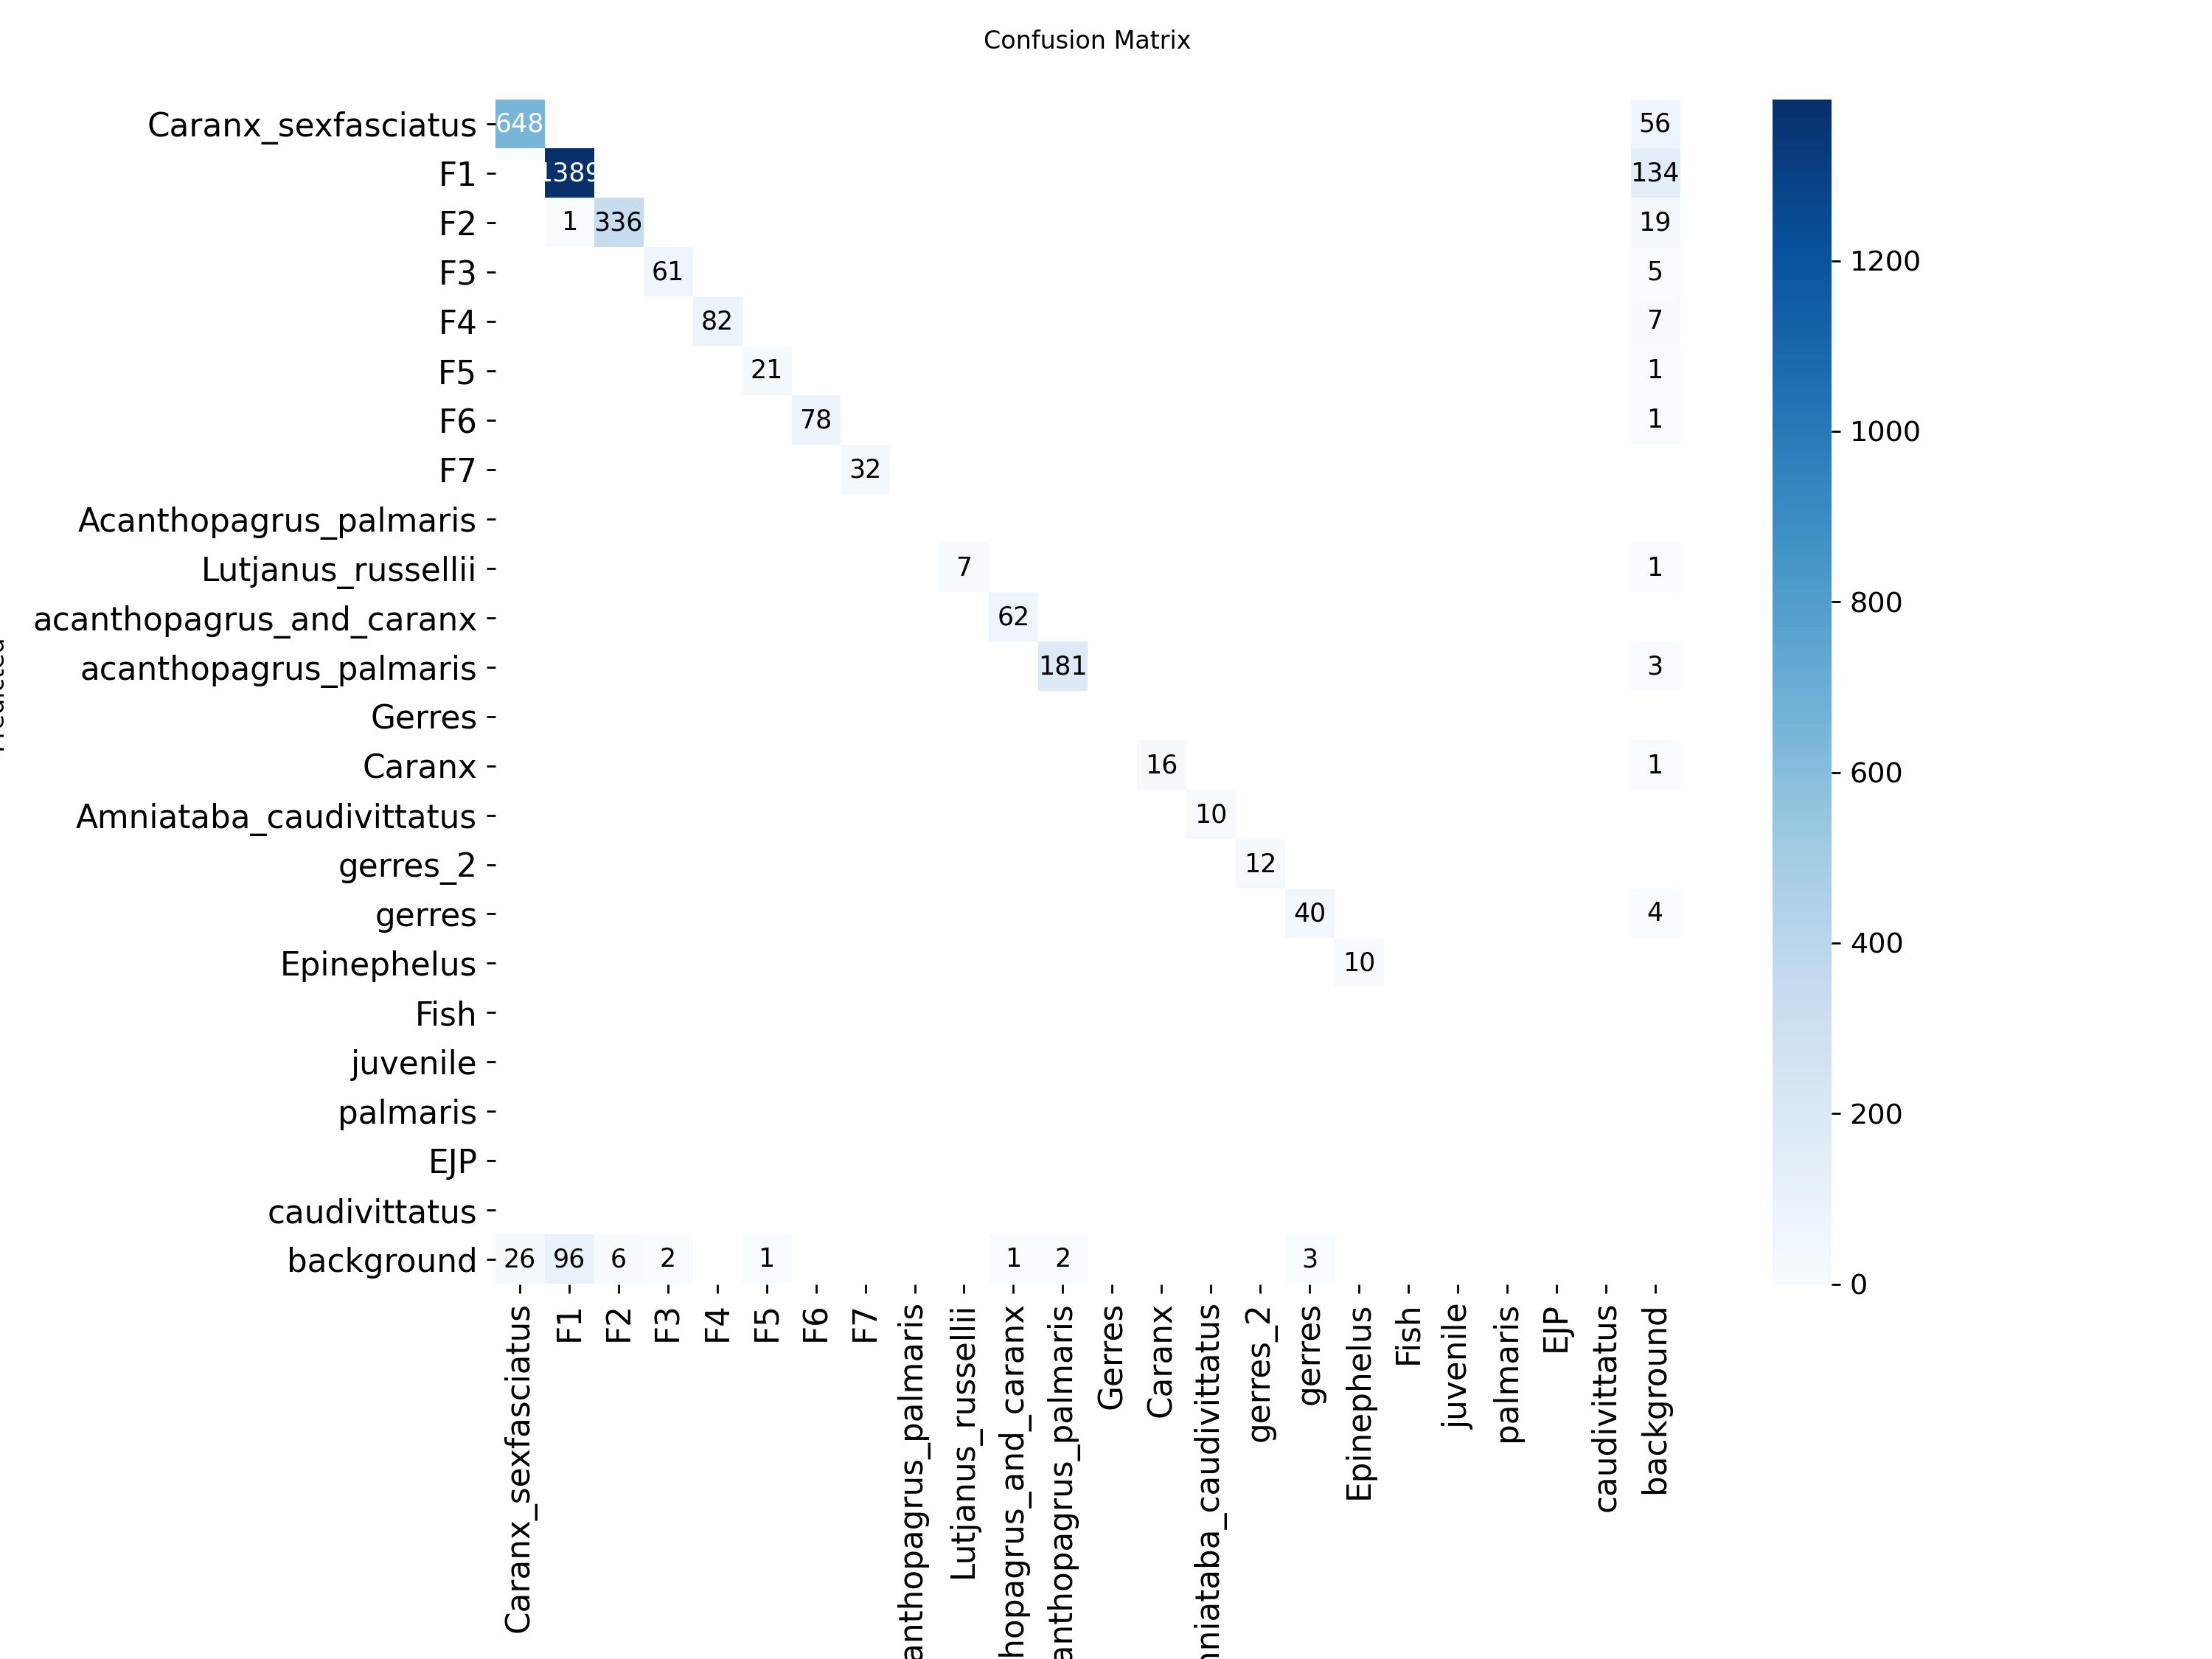 Confusion Matrix
Caranx_sexfasciatus 648 56
F1 1389 134
F2 1 336 19
F3 61 5
F4 82 7
F5 21 1
F6 78 1
F7 32
Acanthopagrus_palmaris
Lutjanus_russellii 7 1
acanthopagrus_and_caranx 62
acanthopagrus_palmaris 181 3
Gerres
Caranx 16 1
Amniataba_caudivittatus 10
gerres_2 12
gerres 40 4
Epinephelus 10
Fish
juvenile
palmaris
EJP
caudivittatus
background 26 96 6 2 1 1 2 3
Caranx_sexfasciatus
F1
F2
F3
F4
F5
F6
F7
anthopagrus_palmaris
Lutjanus_russellii
hopagrus_and_caranx
anthopagrus_palmaris
Gerres
Caranx
nniataba_caudivittatus
gerres_2
gerres
Epinephelus
Fish
juvenile
palmaris
EJP
caudivittatus
background
1200
1000
800
600
400
200
0